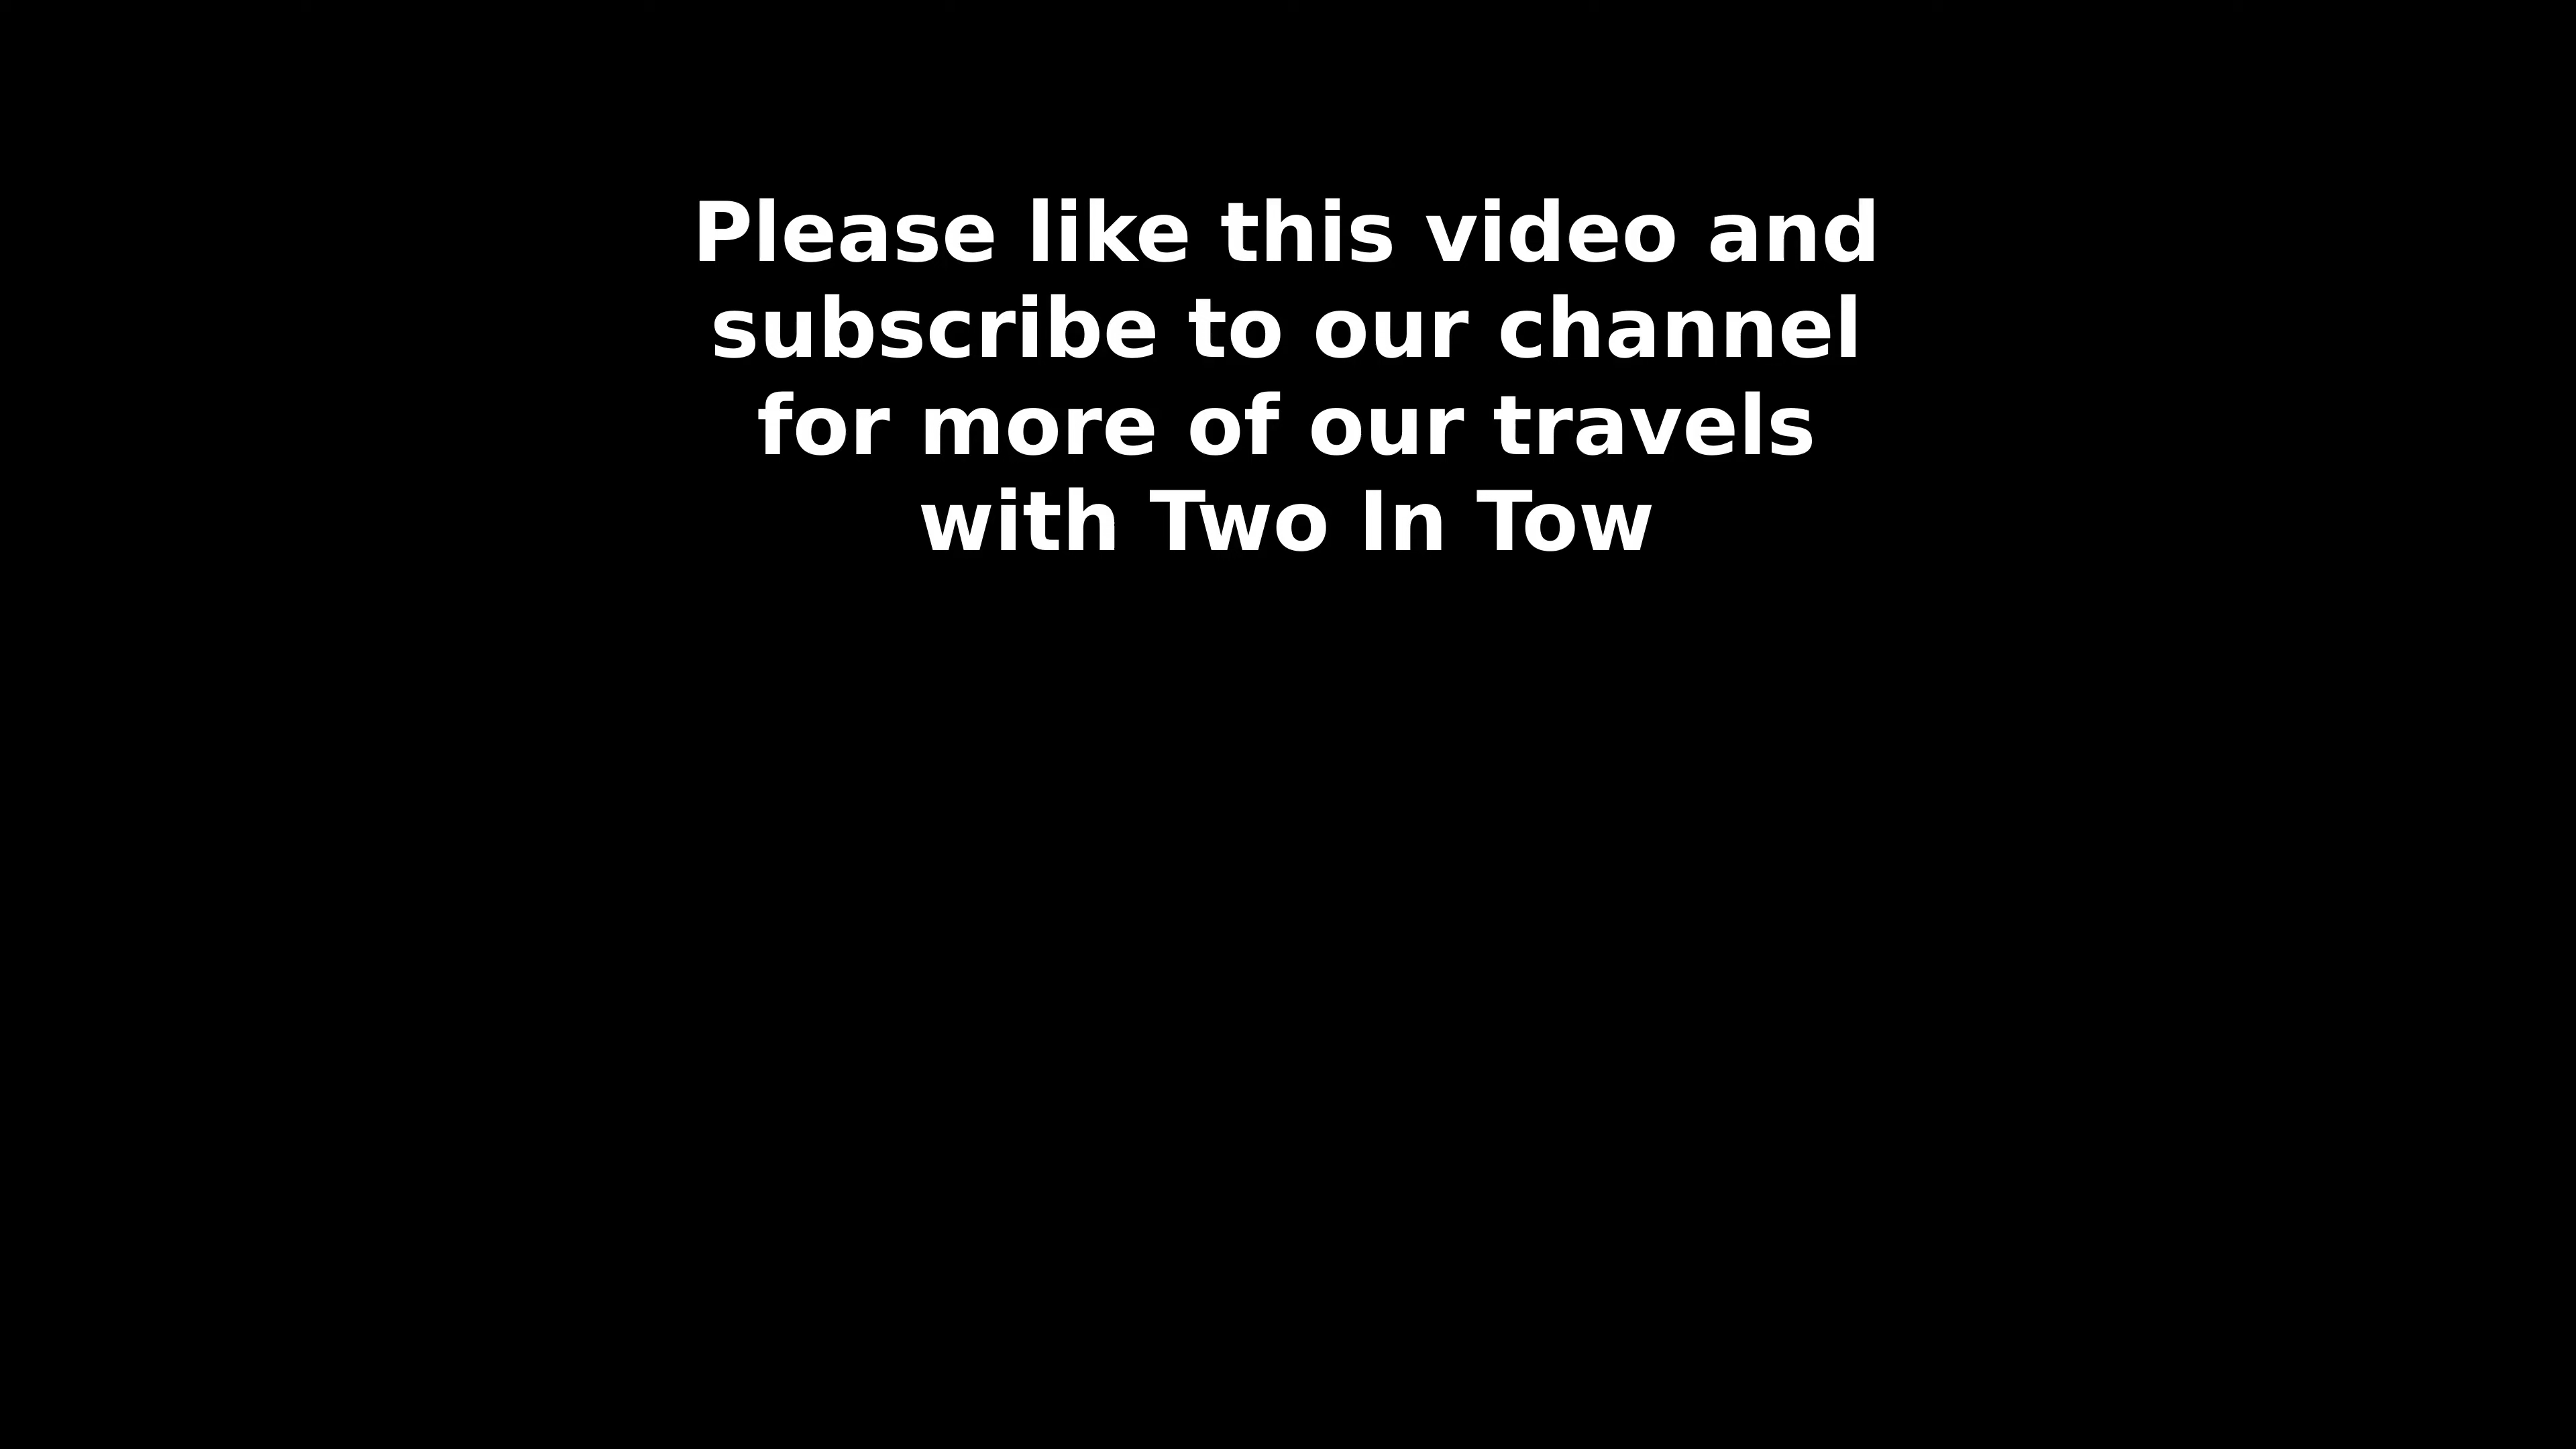 Please like this video and
subscribe to our channel
for more of our travels
with Two In Tow